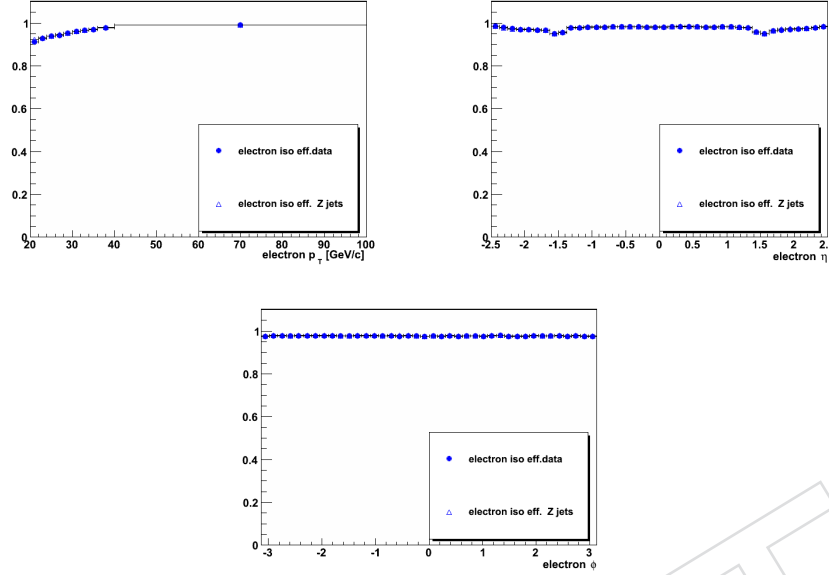 1
0.8
0.6
0.4
0.2
0
20 30 40 50 60 70 80 90 100
electron p T [GeV/c]
electron iso eff.data
electron iso eff. Z jets
1
0.8
0.6
0.4
0.2
0
-2.5 -2 -1.5 -1 -0.5 0 0.5 1 1.5 2 2.
electron η
electron iso eff.data
electron iso eff. Z jets
1
0.8
0.6
0.4
0.2
0
-3 -2 -1 0 1 2 3
electron φ
electron iso eff.data
electron iso eff. Z jets